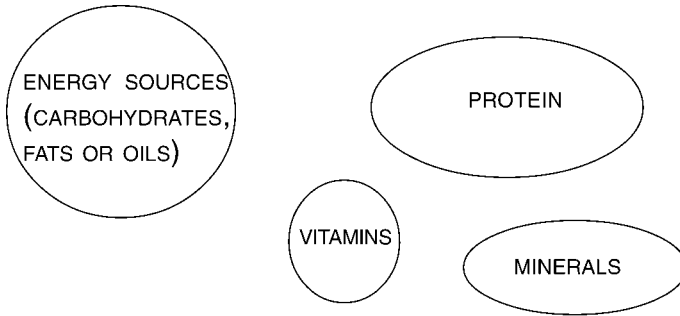 ENERGY SOURCES
(CARBOHYDRATES,
FATS OR OILS)
PROTEIN
VITAMINS
MINERALS